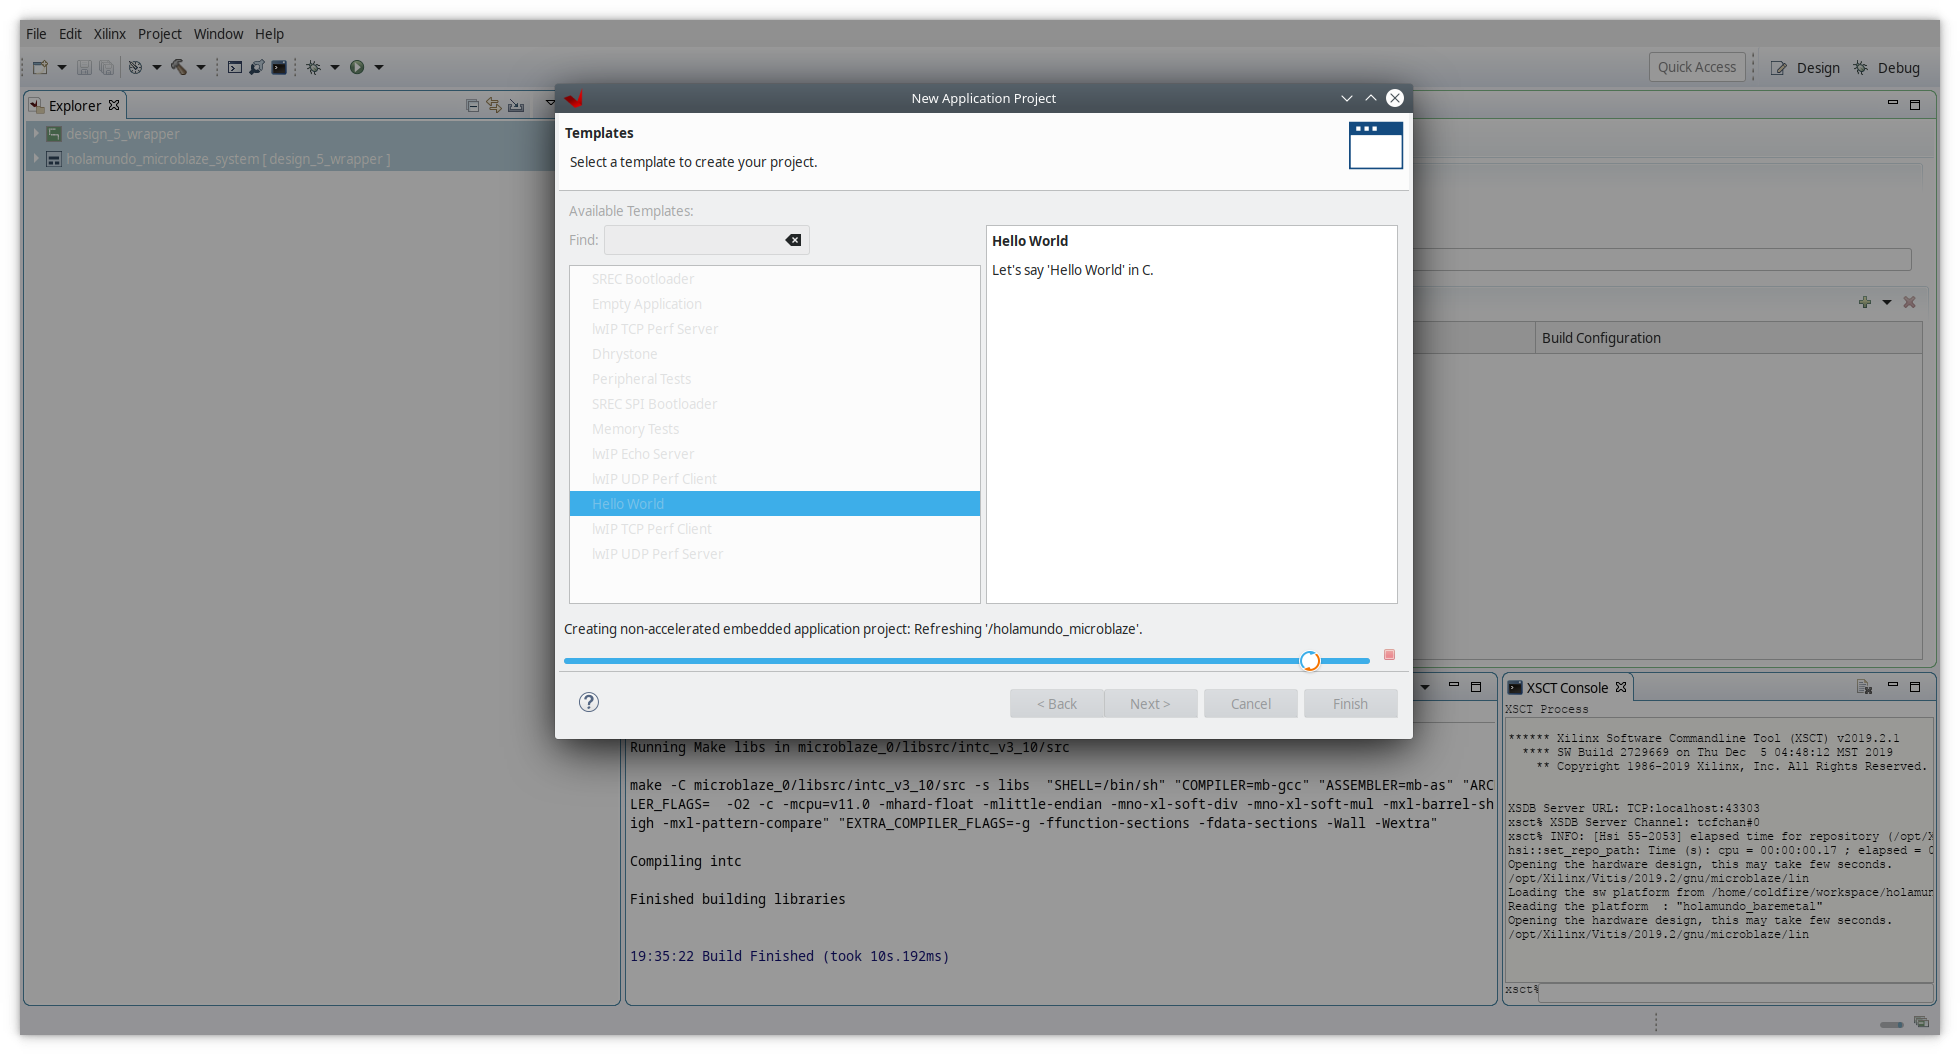 File Edit Xilinx Project Window Help
Quick Access
Design
Debug
Explorer
design_5_wrapper
holamundo_microblaze_system [ design_5_wrapper ]
New Application Project
Templates
Select a template to create your project.
Available Templates:
Find:
SREC Bootloader
Empty Application
lwIP TCP Perf Server
Dhrystone
Peripheral Tests
SREC SPI Bootloader
Memory Tests
lwIP Echo Server
lwIP UDP Perf Client
Hello World
lwIP TCP Perf Client
lwIP UDP Perf Server
Hello World
Let's say 'Hello World' in C.
Creating non-accelerated embedded application project: Refreshing '/holamundo_microblaze'.
?
< Back
Next >
Cancel
Finish
Build Configuration
Running Make libs in microblaze_0/libsrc/intc_v3_10/src
make -C microblaze_0/libsrc/intc_v3_10/src -s libs  "SHELL=/bin/sh" "COMPILER=mb-gcc" "ASSEMBLER=mb-as" "ARC
LER_FLAGS=  -O2 -c -mcpu=v11.0 -mhard-float -mlittle-endian -mno-xl-soft-div -mno-xl-soft-mul -mxl-barrel-sh
igh -mxl-pattern-compare" "EXTRA_COMPILER_FLAGS=-g -ffunction-sections -fdata-sections -Wall -Wextra"
Compiling intc
Finished building libraries
19:35:22 Build Finished (took 10s.192ms)
XSCT Console
XSCT Process
****** Xilinx Software Commandline Tool (XSCT) v2019.2.1
**** SW Build 2729669 on Thu Dec  5 04:48:12 MST 2019
** Copyright 1986-2019 Xilinx, Inc. All Rights Reserved.
XSDB Server URL: TCP:localhost:43303
xsct% XSDB Server Channel: tcfchan#0
xsct% INFO: [Hsi 55-2053] elapsed time for repository (/opt/X
hsi::set_repo_path: Time (s): cpu = 00:00:00.17 ; elapsed = 0
Opening the hardware design, this may take few seconds.
/opt/Xilinx/Vitis/2019.2/gnu/microblaze/lin
Loading the sw platform from /home/coldfire/workspace/holamun
Reading the platform  : "holamundo_baremetal"
Opening the hardware design, this may take few seconds.
/opt/Xilinx/Vitis/2019.2/gnu/microblaze/lin
xsct%